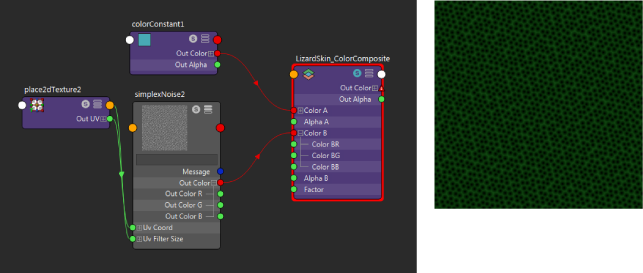 colorConstant1
Out Color
Out Alpha
LizardSkin_ColorComposite
Out Color
Out Alpha
Color A
Alpha A
Color B
Color BR
Color BG
Color BB
Alpha B
Factor
place2dTexture2
Out UV
simplexNoise2
Message
Out Color
Out Color R
Out Color G
Out Color B
Uv Coord
Uv Filter Size